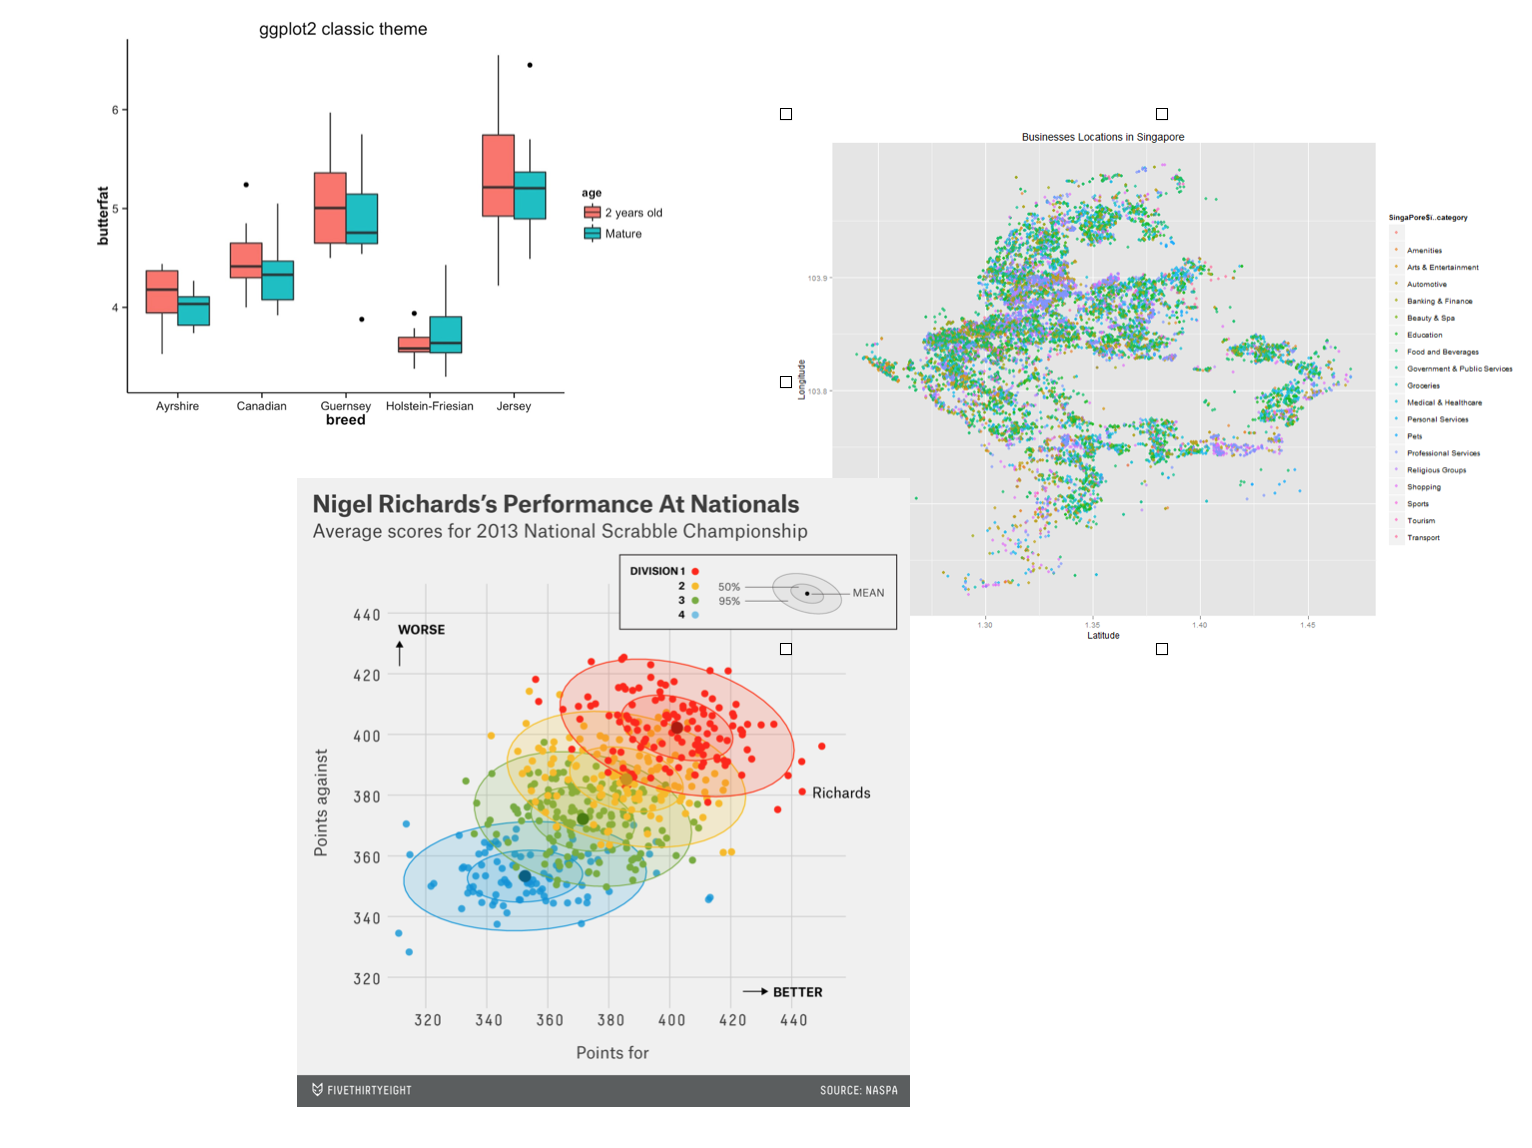 ggplot2 classic theme
butterfat
6
5
4
Ayrshire Canadian Guernsey Holstein-Friesian Jersey
breed
age
2 years old
Mature
Businesses Locations in Singapore
Longitude
103.9
103.8
1.30 1.35 1.40 1.45
Latitude
SingaPore$i..category
Amenities
Arts & Entertainment
Automotive
Banking & Finance
Beauty & Spa
Education
Food and Beverages
Government & Public Services
Groceries
Medical & Healthcare
Personal Services
Pets
Professional Services
Religious Groups
Shopping
Sports
Tourism
Transport
Nigel Richards's Performance At Nationals
Average scores for 2013 National Scrabble Championship
DIVISION 1
2
3
4
50%
95%
MEAN
WORSE
440
420
400
380
360
340
320
Points against
Richards
BETTER
320 340 360 380 400 420 440
Points for
FIVETHIRTYEIGHT
SOURCE: NASPA